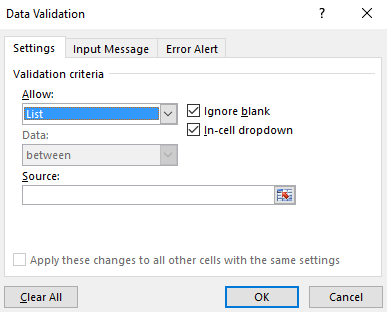 Data Validation ? ×
Settings Input Message Error Alert
Validation criteria
Allow:
List
Ignore blank
Data:
In-cell dropdown
between
Source:
Apply these changes to all other cells with the same settings
Clear All OK Cancel